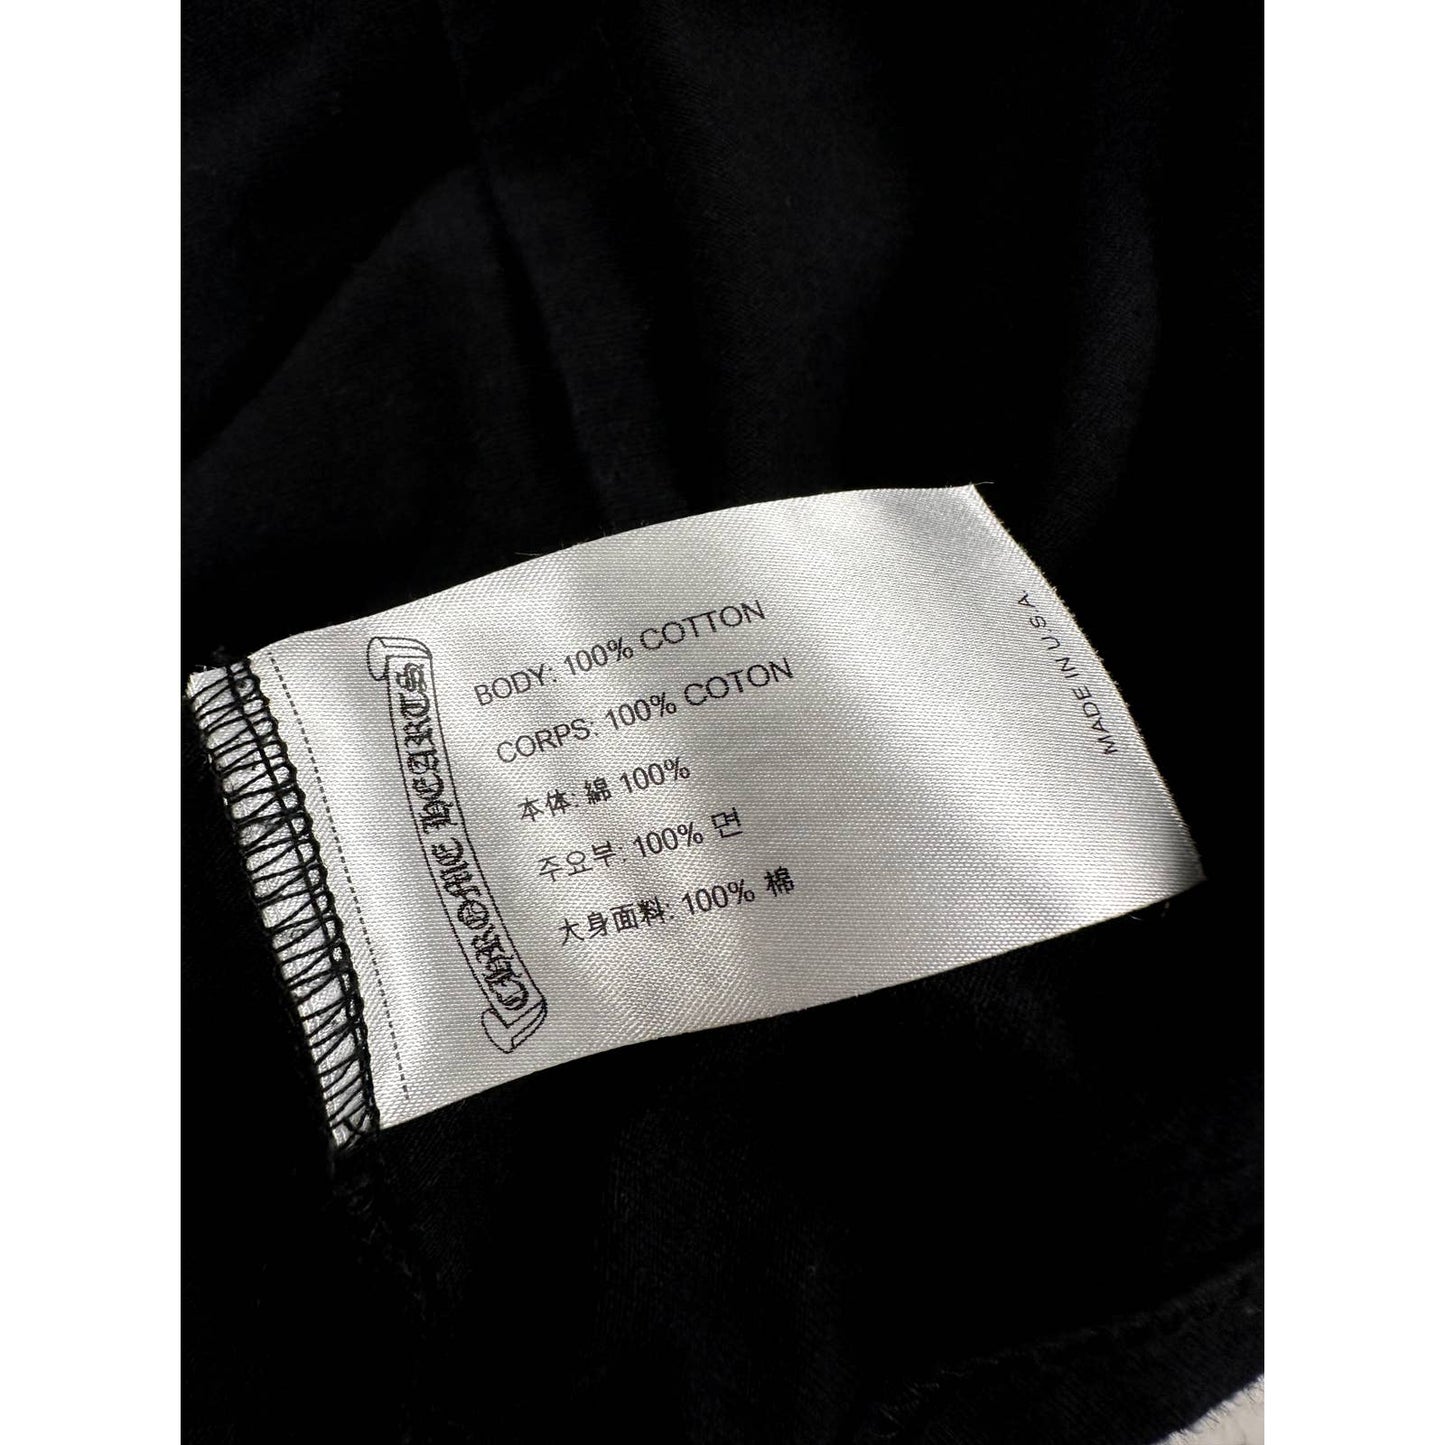 CHROME HEARTS
BODY: 100% COTTON
CORPS: 100% COTON
本体: 綿 100%
주요부: 100% 면
大身面料: 100% 棉
MADE IN U.S.A